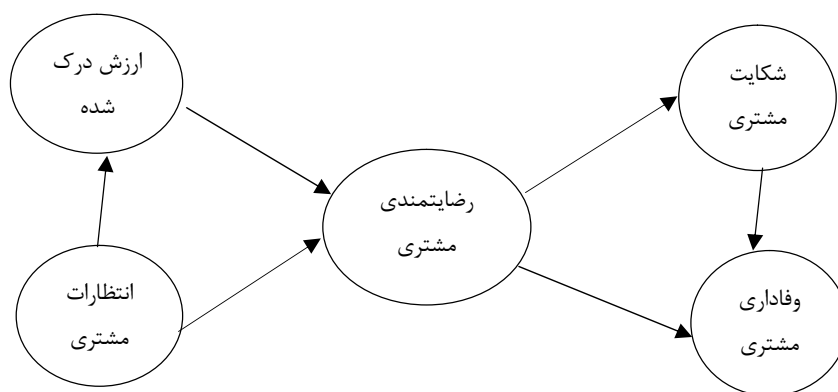 ارزش درک
شده
شکایت
مشتری
رضایتمندی
مشتری
انتظارات
مشتری
وفاداری
مشتری